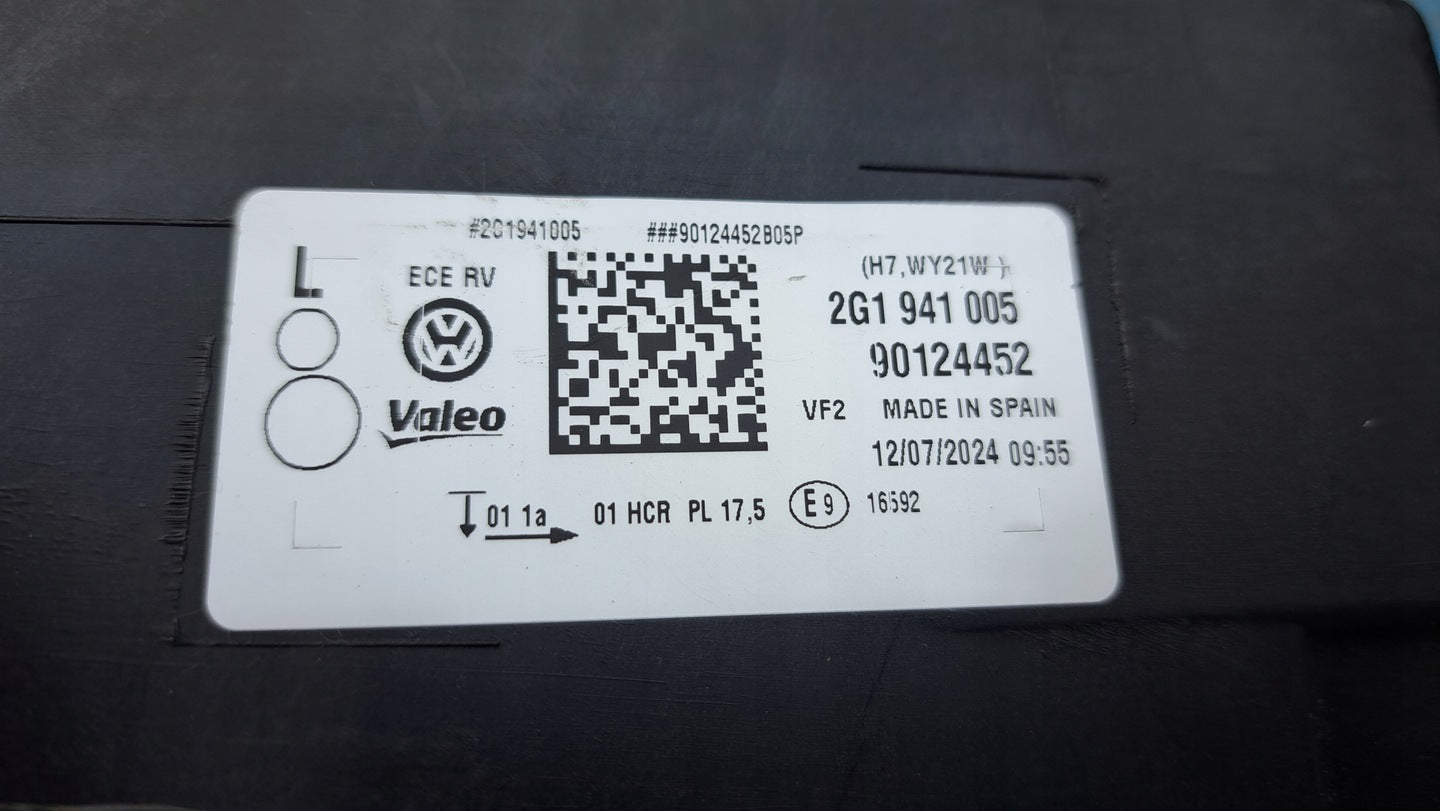 #2G1941005 ###90124452B05P
L
ECE RV
(H7,WY21W )
2G1 941 005
90124452
Valeo
VF2 MADE IN SPAIN
12/07/2024 09:55
01 1a 01 HCR PL 17,5 E9 16592